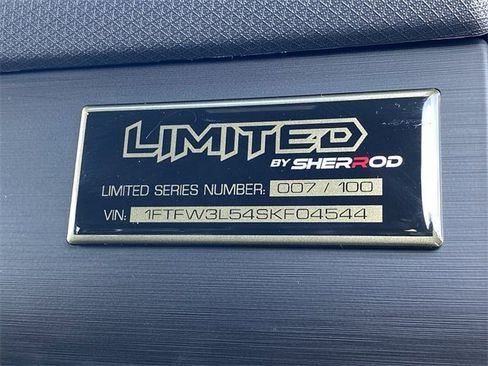 LIMITED
BY SHERROD
LIMITED SERIES NUMBER: 007 / 100
VIN: 1FTFW3L54SKF04544